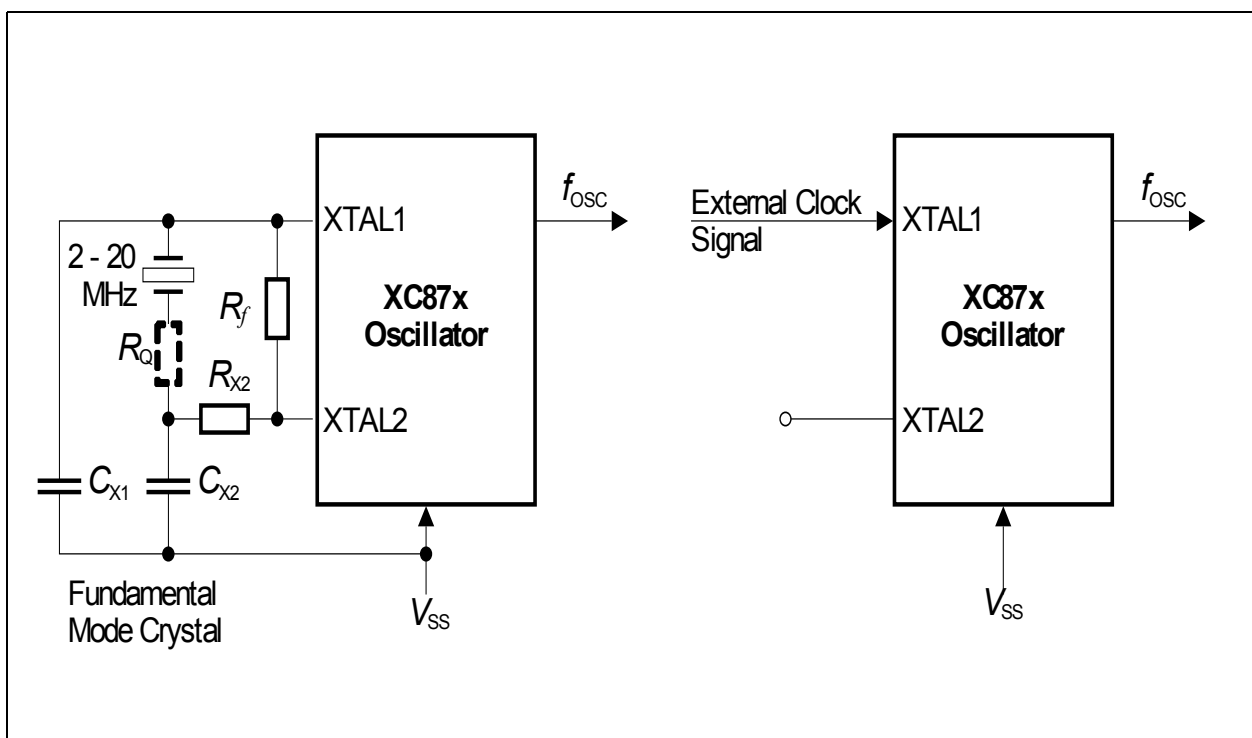 XTAL1
fOSC
2 - 20
MHz
Rf
XC87x
Oscillator
RQ
RX2
XTAL2
CX1
CX2
Fundamental
Mode Crystal
VSS
External Clock
Signal
XTAL1
fOSC
XC87x
Oscillator
XTAL2
VSS